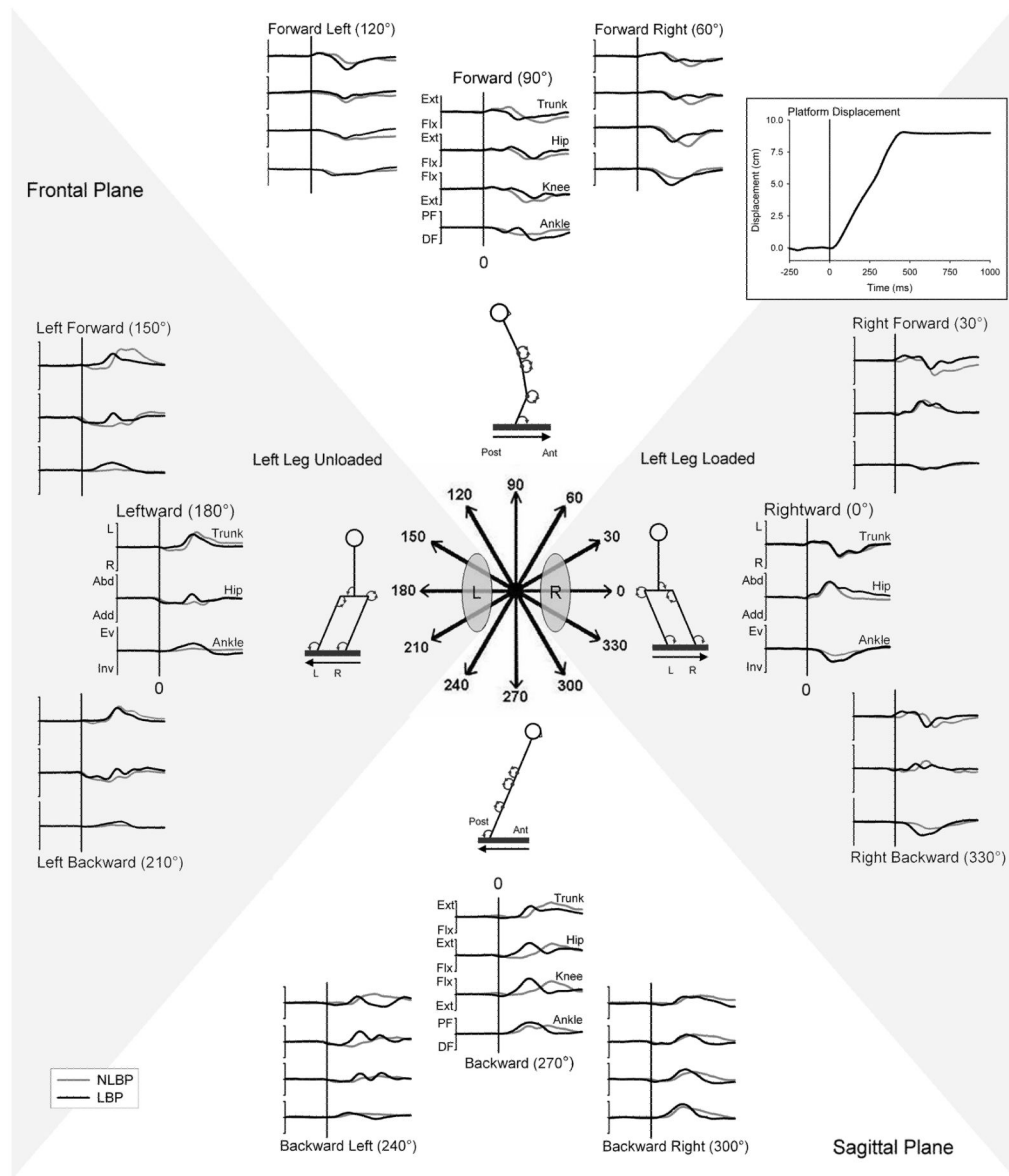 Forward Left (120°)
Forward Right (60°)
Forward (90°)
Ext
Flx
Trunk
Ext
Flx
Hip
Flx
Ext
Knee
PF
DF
Ankle
0
Platform Displacement
10.0
7.5
5.0
2.5
0.0
Displacement (cm)
-250
0
250
500
750
1000
Time (ms)
Frontal Plane
Left Forward (150°)
Right Forward (30°)
Post
Ant
Left Leg Unloaded
Left Leg Loaded
Leftward (180°)
L
R
Trunk
Abd
Add
Hip
Ev
Inv
Ankle
0
L R
90
120
60
150
30
180
0
L
R
210
330
240
300
270
L R
Rightward (0°)
L
R
Trunk
Abd
Add
Hip
Ev
Inv
Ankle
0
Left Backward (210°)
Right Backward (330°)
Post
Ant
0
Ext
Flx
Trunk
Ext
Flx
Hip
Flx
Ext
Knee
PF
DF
Ankle
Backward (270°)
NLBP
LBP
Backward Left (240°)
Backward Right (300°)
Sagittal Plane